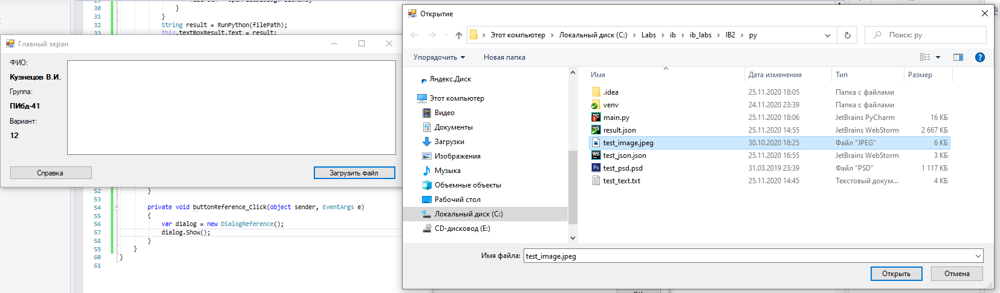 30 }
31 }
32 String result = RunPython(filePath);
33 this.textBoxResult.Text = result;
Главный экран
ФИО:
Кузнецов В.И.
Группа:
ПИбд-41
Вариант:
12
Справка
Загрузить файл
52 }
53
54 private void buttonReference_Click(object sender, EventArgs e)
55 {
56 var dialog = new DialogReference();
57 dialog.Show();
58 }
59 }
60 }
61
Открытие
Этот компьютер › Локальный диск (C:) › Labs › ib › ib_labs › IB2 › py
Поиск: py
Упорядочить Новая папка
Яндекс.Диск
Этот компьютер
Видео
Документы
Загрузки
Изображения
Музыка
Объемные объекты
Рабочий стол
Локальный диск (C:)
CD-дисковод (E:)
Имя Дата изменения Тип Размер
.idea 25.11.2020 18:05 Папка с файлами
venv 24.11.2020 23:39 Папка с файлами
main.py 25.11.2020 18:06 JetBrains PyCharm 16 КБ
result.json 25.11.2020 14:55 JetBrains WebStorm 2 667 КБ
test_image.jpeg 30.10.2020 18:25 Файл "JPEG" 6 КБ
test_json.json 25.11.2020 16:55 JetBrains WebStorm 3 КБ
test_psd.psd 31.03.2019 23:39 Файл "PSD" 1 117 КБ
test_text.txt 25.11.2020 14:45 Текстовый докум... 4 КБ
Имя файла: test_image.jpeg
Открыть Отмена